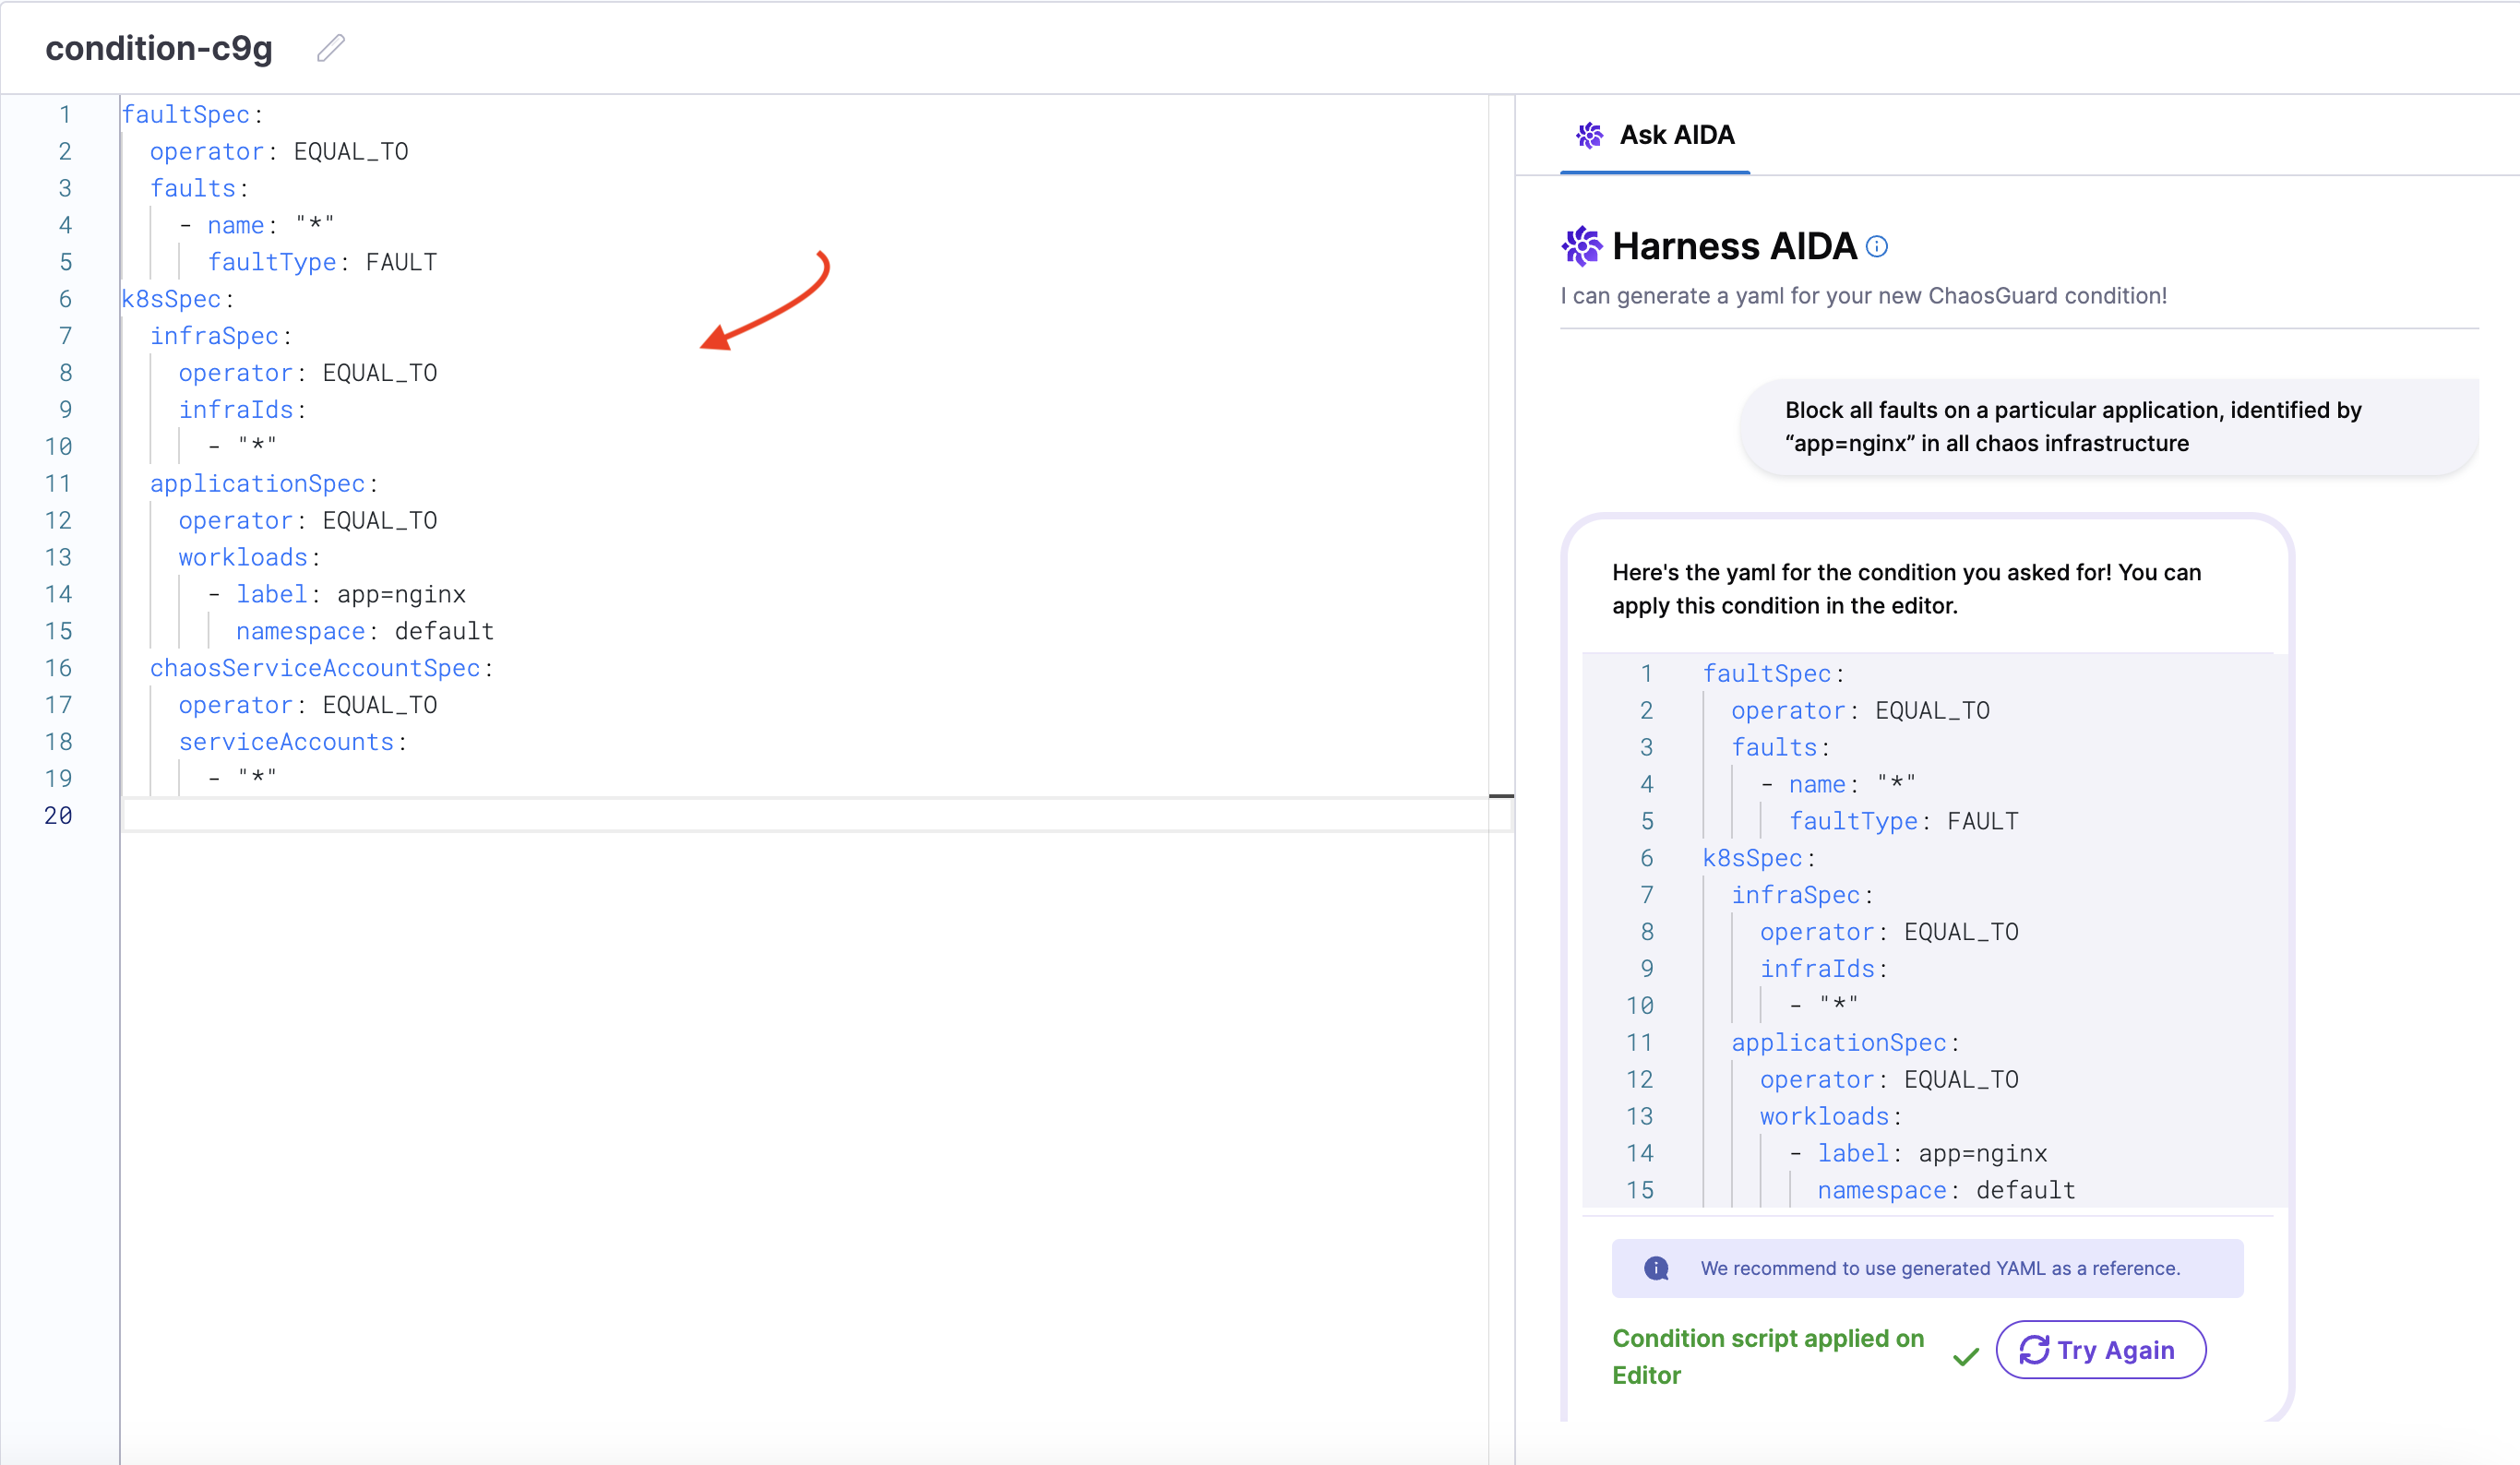 condition-c9g
1 faultSpec:
2   operator: EQUAL_TO
3   faults:
4     - name: "*"
5       faultType: FAULT
6 k8sSpec:
7   infraSpec:
8     operator: EQUAL_TO
9     infraIds:
10       - "*"
11   applicationSpec:
12     operator: EQUAL_TO
13     workloads:
14       - label: app=nginx
15         namespace: default
16   chaosServiceAccountSpec:
17     operator: EQUAL_TO
18     serviceAccounts:
19       - "*"
20
Ask AIDA
Harness AIDA
I can generate a yaml for your new ChaosGuard condition!
Block all faults on a particular application, identified by
“app=nginx” in all chaos infrastructure
Here's the yaml for the condition you asked for! You can
apply this condition in the editor.
1 faultSpec:
2   operator: EQUAL_TO
3   faults:
4     - name: "*"
5       faultType: FAULT
6 k8sSpec:
7   infraSpec:
8     operator: EQUAL_TO
9     infraIds:
10       - "*"
11   applicationSpec:
12     operator: EQUAL_TO
13     workloads:
14       - label: app=nginx
15         namespace: default
We recommend to use generated YAML as a reference.
Condition script applied on
Editor
Try Again